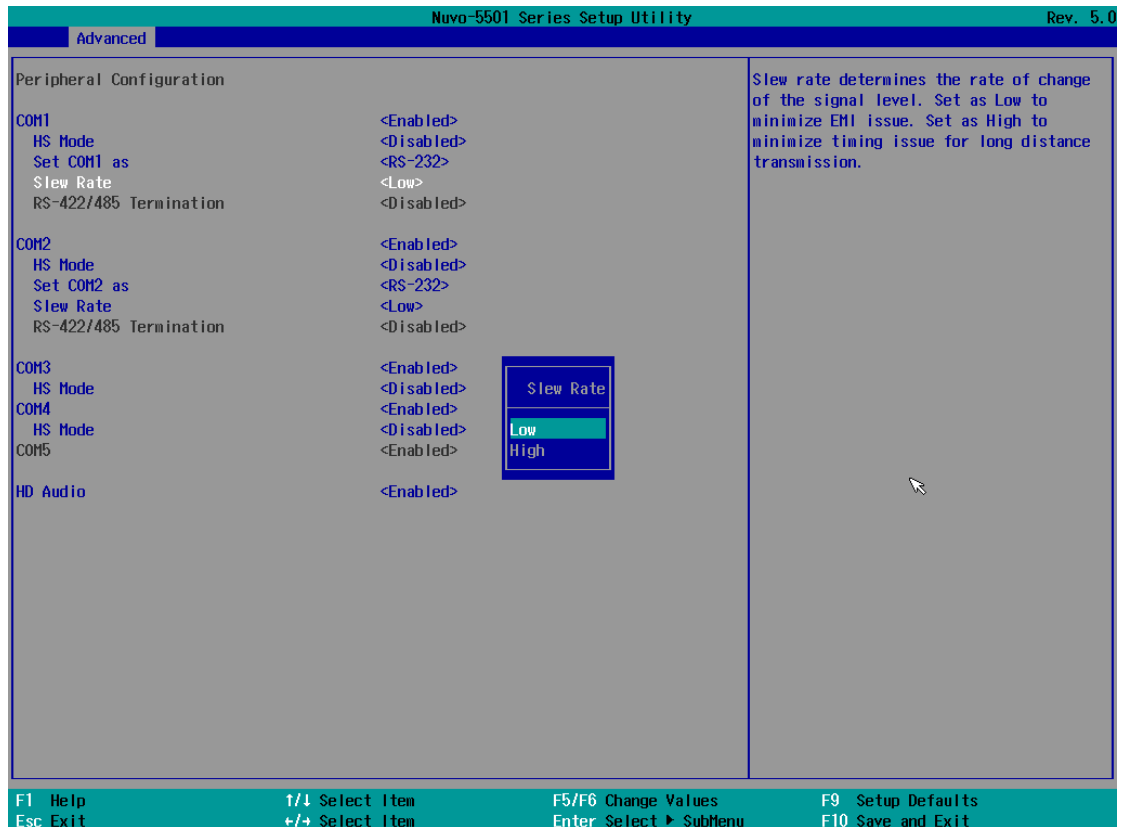 Nuvo-5501 Series Setup Utility Rev. 5.0
Advanced
Peripheral Configuration
COM1 <Enabled>
HS Mode <Disabled>
Set COM1 as <RS-232>
Slew Rate <Low>
RS-422/485 Termination <Disabled>
COM2 <Enabled>
HS Mode <Disabled>
Set COM2 as <RS-232>
Slew Rate <Low>
RS-422/485 Termination <Disabled>
COM3 <Enabled>
HS Mode <Disabled>
COM4 <Enabled>
HS Mode <Disabled>
COM5 <Enabled>
HD Audio <Enabled>
Slew Rate
Low
High
Slew rate determines the rate of change
of the signal level. Set as Low to
minimize EMI issue. Set as High to
minimize timing issue for long distance
transmission.
F1 Help ↑/↓ Select Item F5/F6 Change Values F9 Setup Defaults
Esc Exit ←/→ Select Item Enter Select ▶ SubMenu F10 Save and Exit